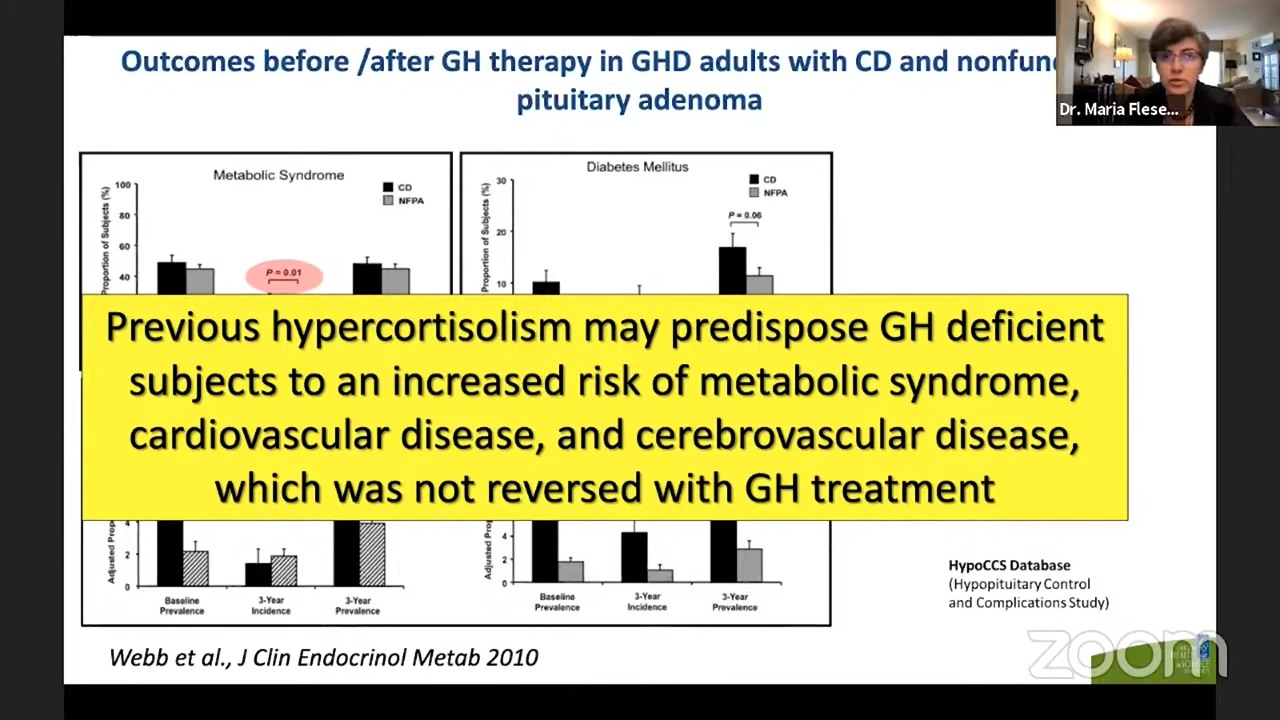 Outcomes before /after GH therapy in GHD adults with CD and nonfunc
pituitary adenoma
Dr. Maria Flese...
Metabolic Syndrome
CD
NFPA
Proportion of Subjects (%)
100
80
60
40
P = 0.01
Diabetes Mellitus
CD
NFPA
Proportion of Subjects (%)
30
20
10
P = 0.06
Previous hypercortisolism may predispose GH deficient
subjects to an increased risk of metabolic syndrome,
cardiovascular disease, and cerebrovascular disease,
which was not reversed with GH treatment
Adjusted Prop
4
2
0
Baseline
Prevalence
3-Year
Incidence
3-Year
Prevalence
Adjusted Pro
4
2
0
Baseline
Prevalence
3-Year
Incidence
3-Year
Prevalence
HypoCCS Database
(Hypopituitary Control
and Complications Study)
Webb et al., J Clin Endocrinol Metab 2010
zoom